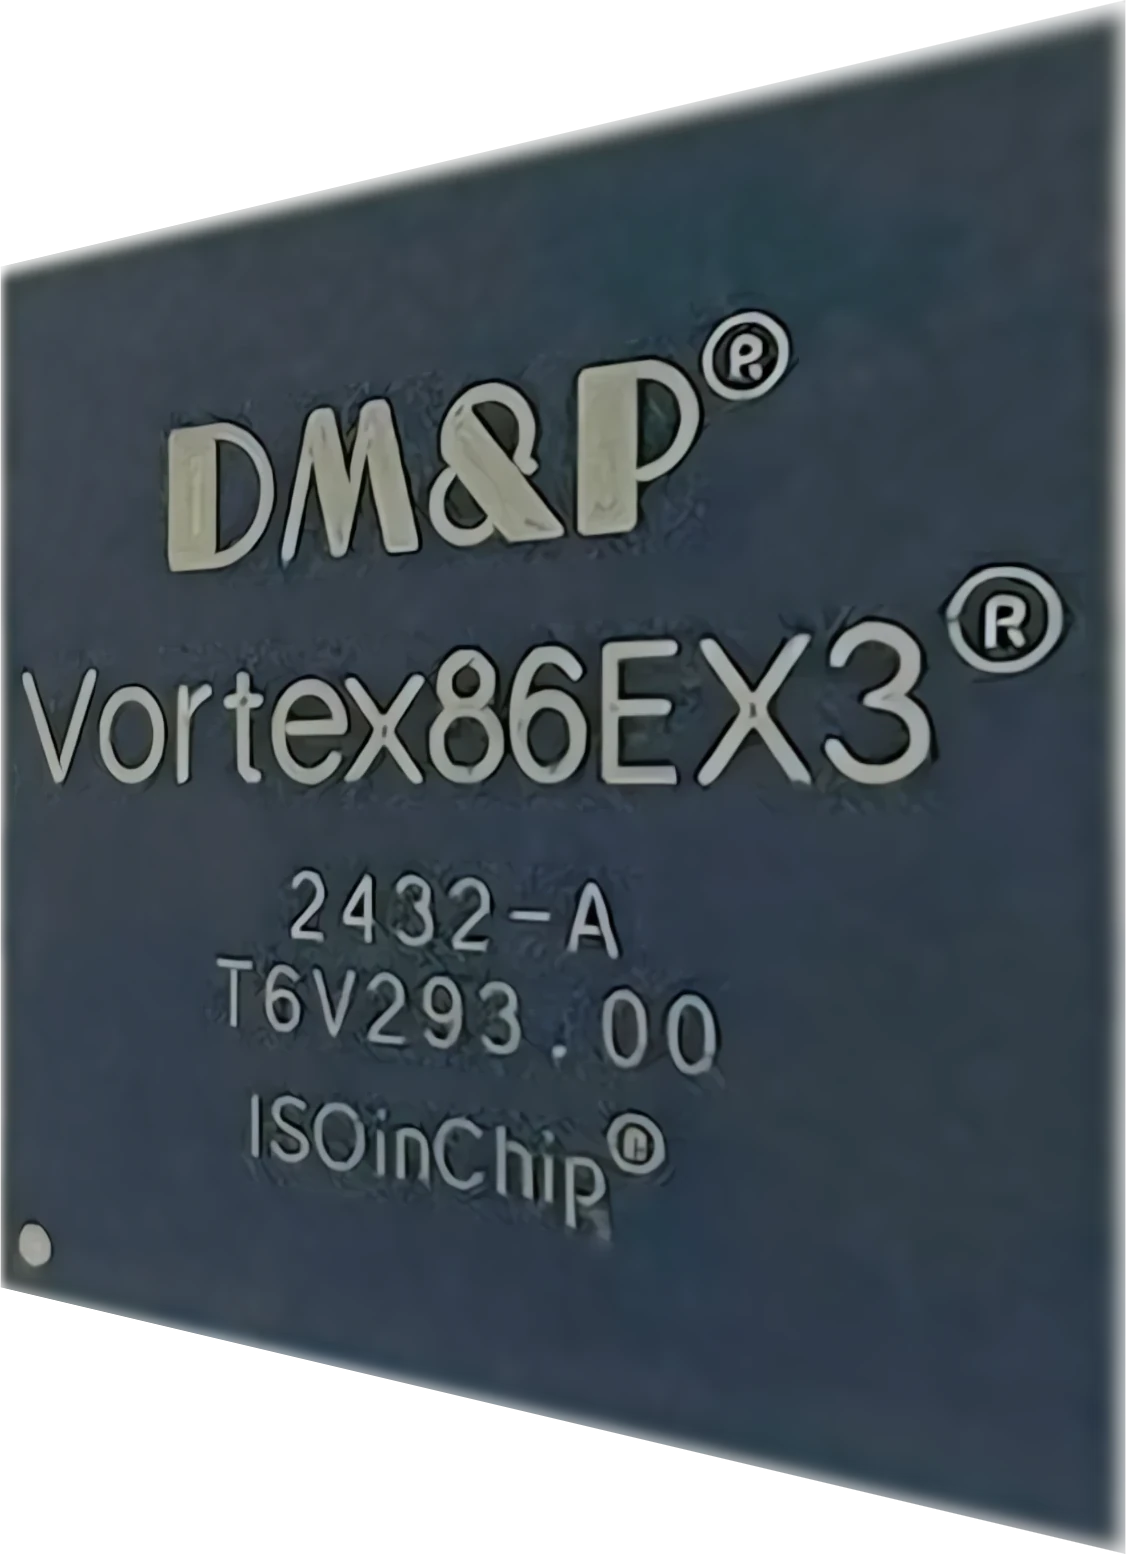 DM&P®
Vortex86EX3®
2432-A
T6V293.00
ISOinChip®